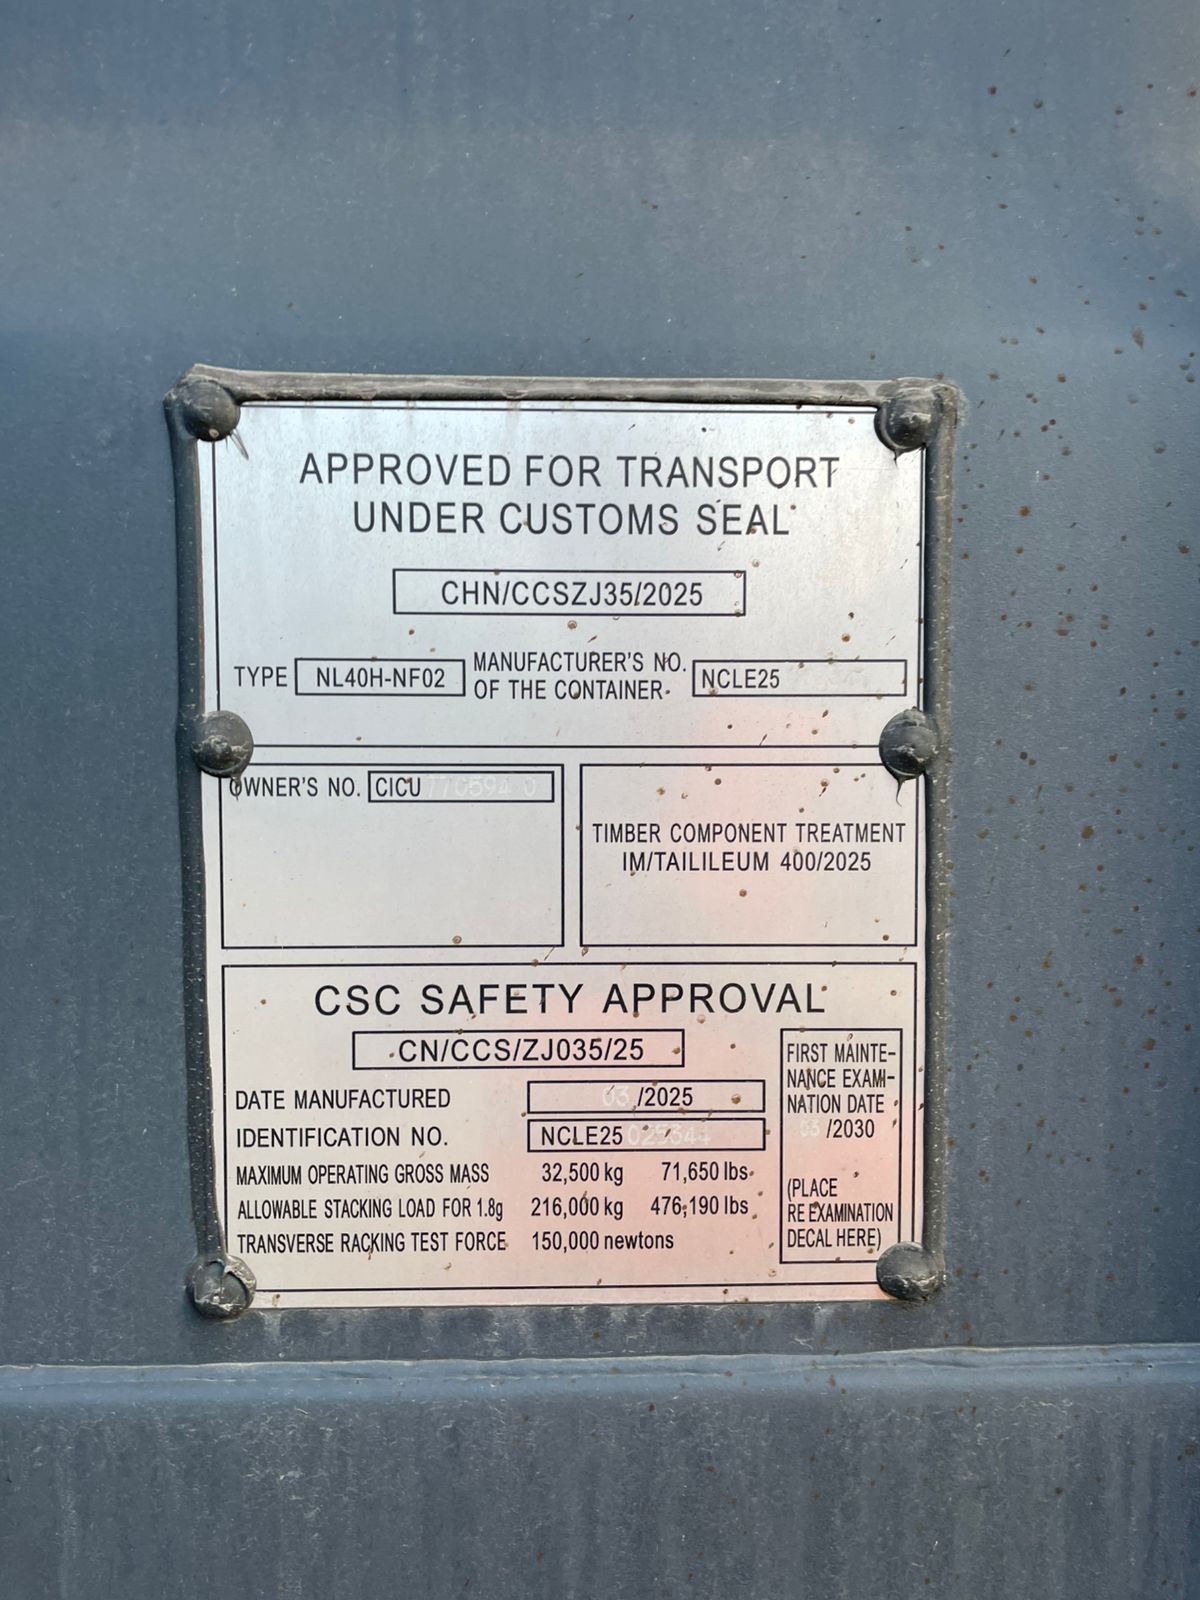 APPROVED FOR TRANSPORT
UNDER CUSTOMS SEAL
CHN/CCSZJ35/2025
TYPE NL40H-NF02 MANUFACTURER'S NO. OF THE CONTAINER NCLE25
OWNER'S NO. CICU
TIMBER COMPONENT TREATMENT
IM/TAILILEUM 400/2025
CSC SAFETY APPROVAL
CN/CCS/ZJ035/25
DATE MANUFACTURED 03/2025
IDENTIFICATION NO. NCLE25 025344
MAXIMUM OPERATING GROSS MASS 32,500 kg 71,650 lbs
ALLOWABLE STACKING LOAD FOR 1.8g 216,000 kg 476,190 lbs
TRANSVERSE RACKING TEST FORCE 150,000 newtons
FIRST MAINTE-
NANCE EXAMI-
NATION DATE
03/2030
(PLACE
RE EXAMINATION
DECAL HERE)